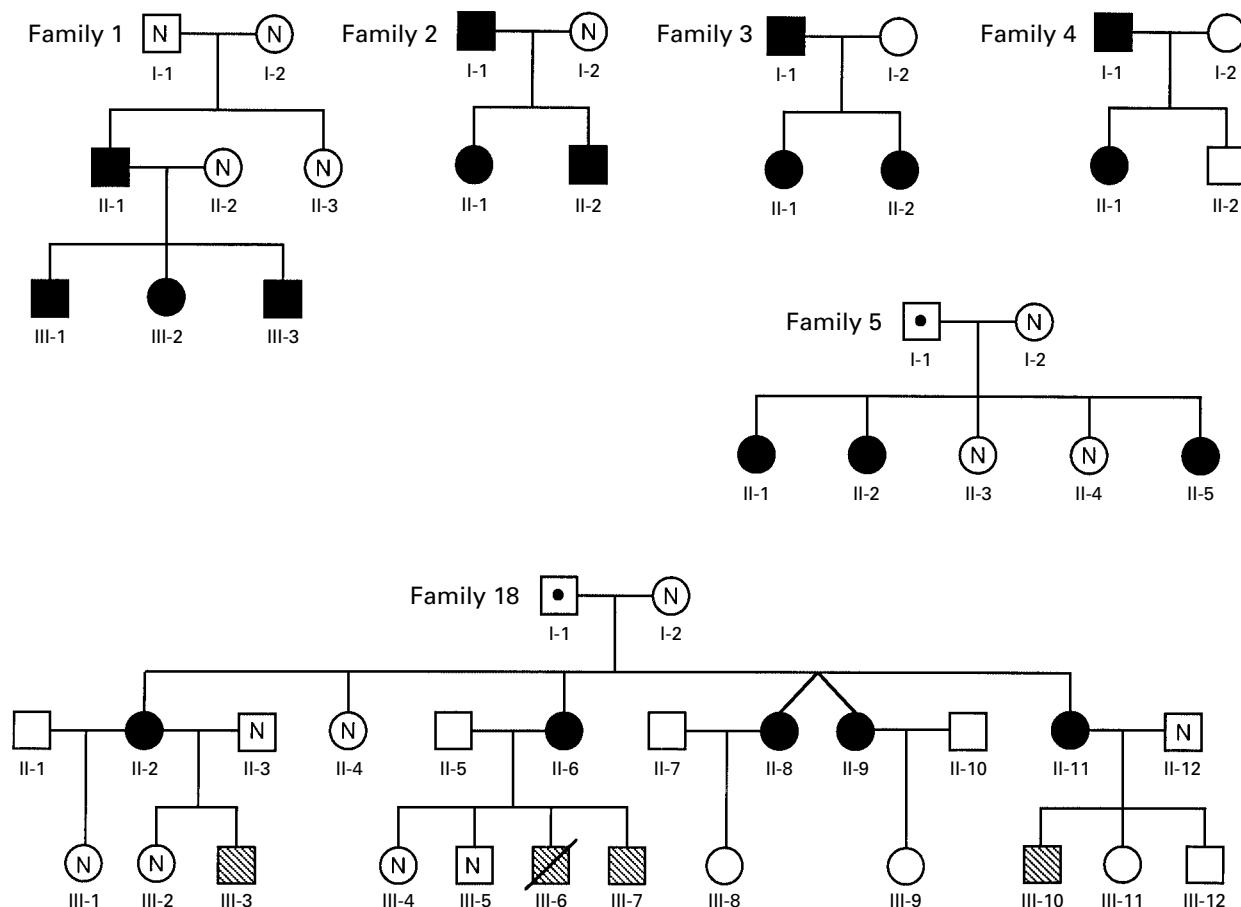 Family 1 N N Family 2 N Family 3 Family 4
I-1 I-2 I-1 I-2 I-1 I-2 I-1 I-2
N N
II-1 II-2 II-3 II-1 II-2 II-1 II-2 II-1 II-2
III-1 III-2 III-3
Family 5 N
I-1 I-2
N N
II-1 II-2 II-3 II-4 II-5
Family 18 N
I-1 I-2
N N N
II-1 II-2 II-3 II-4 II-5 II-6 II-7 II-8 II-9 II-10 II-11 II-12
N N N N
III-1 III-2 III-3 III-4 III-5 III-6 III-7 III-8 III-9 III-10 III-11 III-12